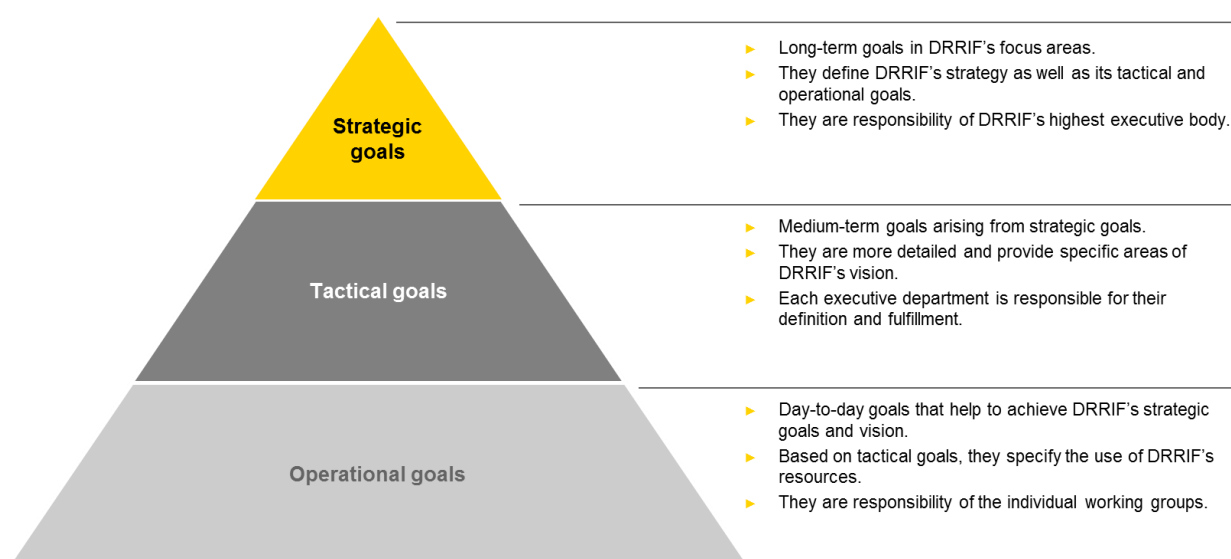 Strategic
goals
► Long-term goals in DRRIF’s focus areas.
► They define DRRIF’s strategy as well as its tactical and
operational goals.
► They are responsibility of DRRIF’s highest executive body.
Tactical goals
► Medium-term goals arising from strategic goals.
► They are more detailed and provide specific areas of
DRRIF’s vision.
► Each executive department is responsible for their
definition and fulfillment.
Operational goals
► Day-to-day goals that help to achieve DRRIF’s strategic
goals and vision.
► Based on tactical goals, they specify the use of DRRIF’s
resources.
► They are responsibility of the individual working groups.